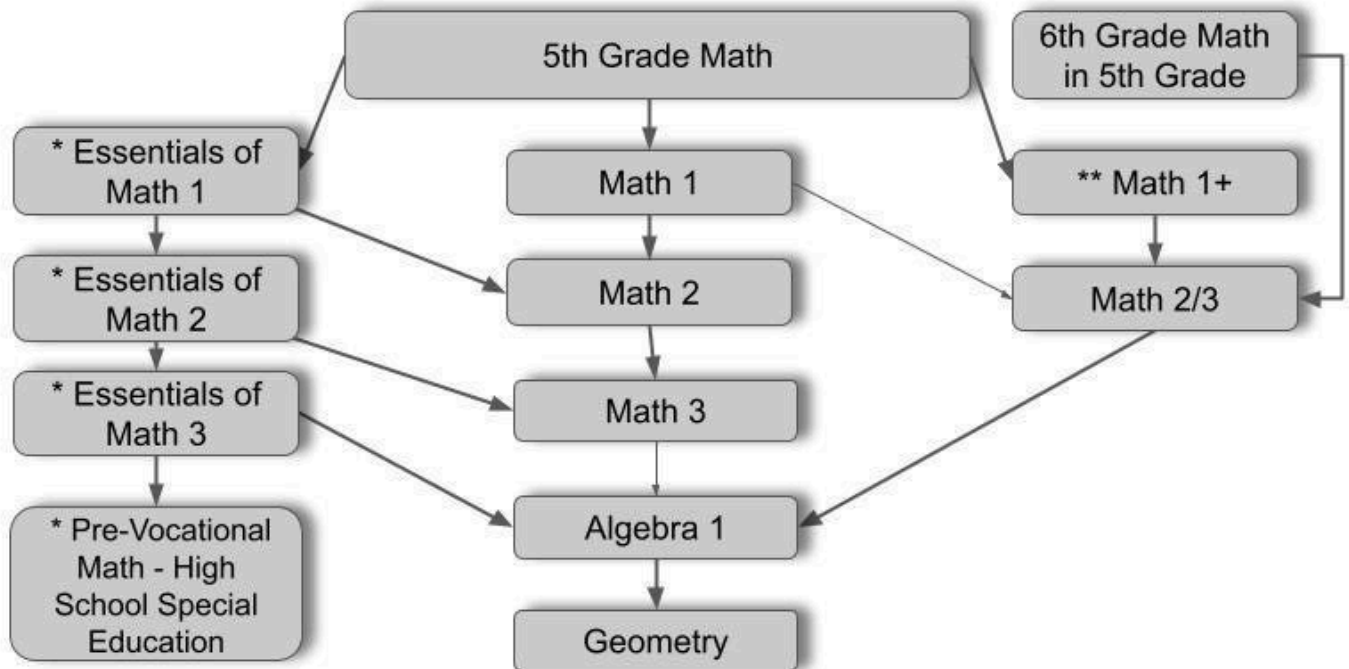 5th Grade Math
6th Grade Math
in 5th Grade
* Essentials of
Math 1
Math 1
** Math 1+
* Essentials of
Math 2
Math 2
Math 2/3
* Essentials of
Math 3
Math 3
* Pre-Vocational
Math - High
School Special
Education
Algebra 1
Geometry